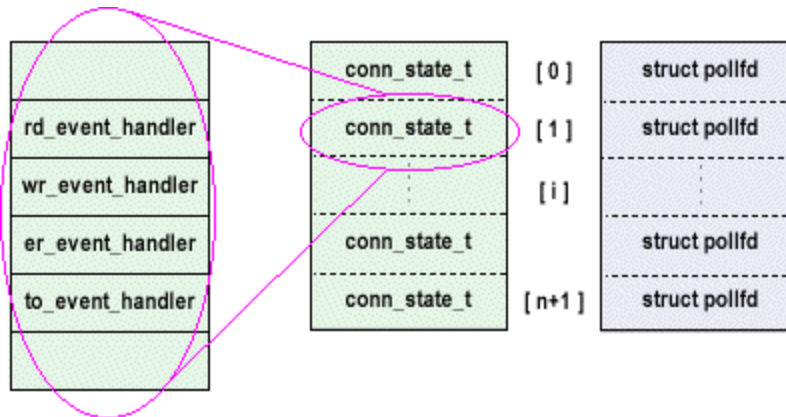 rd_event_handler
wr_event_handler
er_event_handler
to_event_handler
conn_state_t [ 0 ] struct pollfd
conn_state_t [ 1 ] struct pollfd
[ i ]
conn_state_t struct pollfd
conn_state_t [ n+1 ] struct pollfd